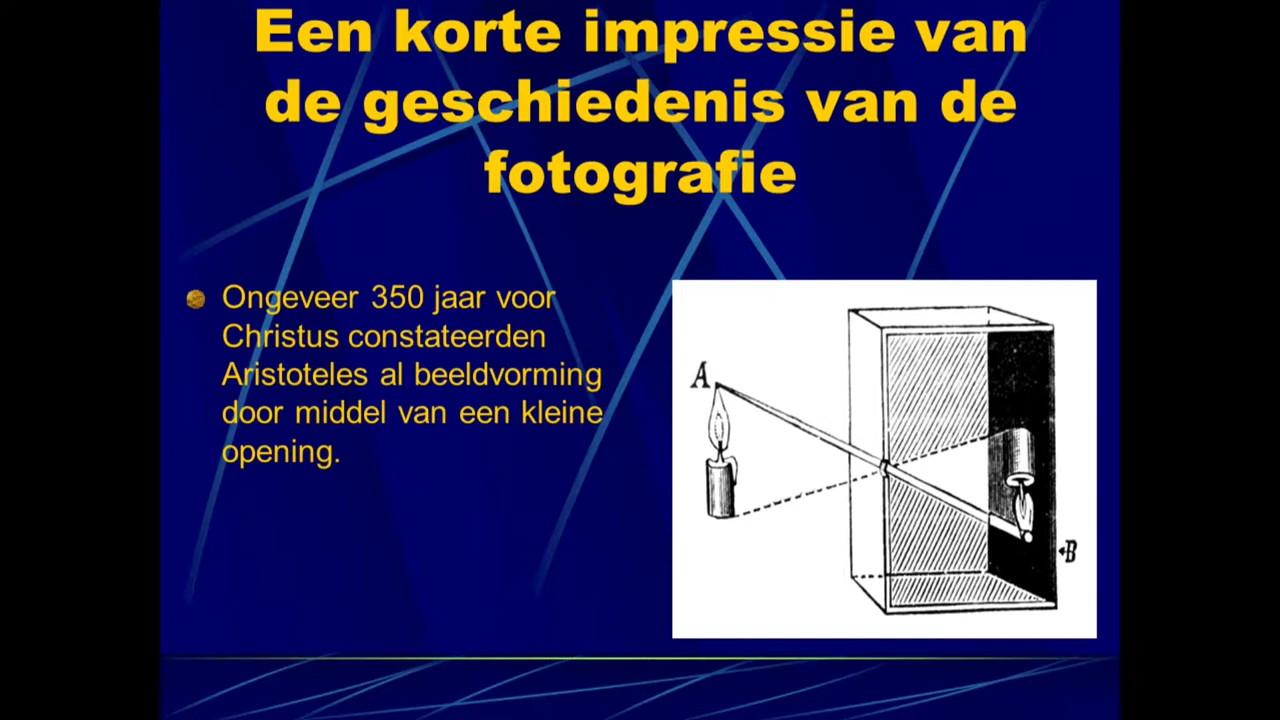 Een korte impressie van
de geschiedenis van de
fotografie
Ongeveer 350 jaar voor
Christus constateerden
Aristoteles al beeldvorming
door middel van een kleine
opening.
A
B